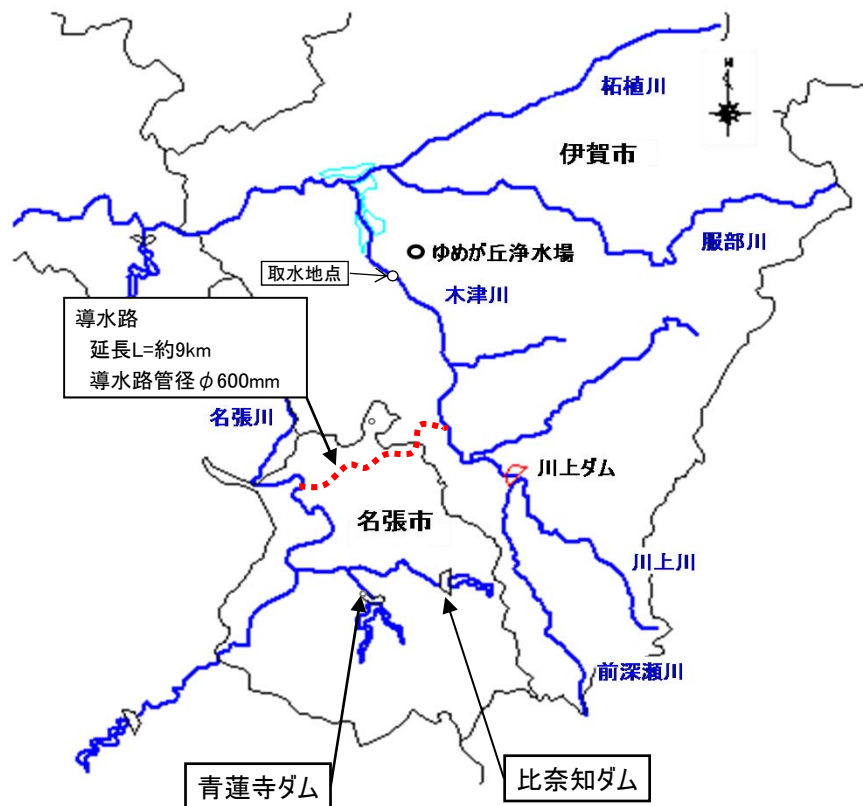 N
柘植川
伊賀市
服部川
ゆめが丘浄水場
取水地点
木津川
導水路
延長L=約9km
導水路管径φ600mm
名張川
川上ダム
名張市
川上川
前深瀬川
青蓮寺ダム
比奈知ダム